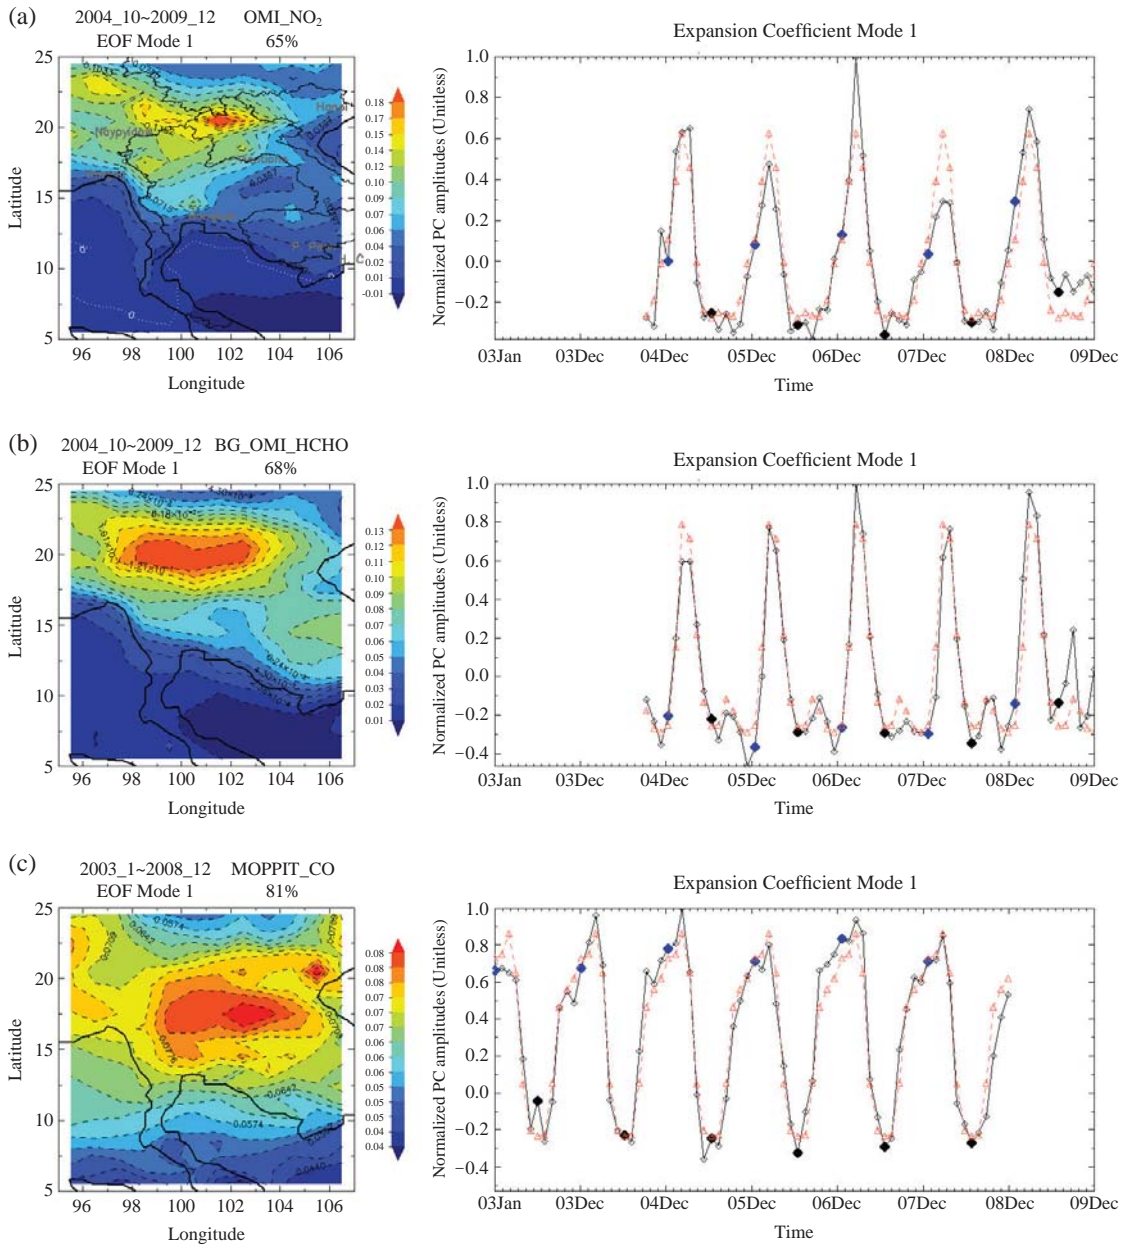 (a)
2004_10~2009_12 OMI_NO₂
EOF Mode 1 65%
Expansion Coefficient Mode 1
25
20
15
10
5
Latitude
96 98 100 102 104 106
Longitude
0.18
0.17
0.15
0.14
0.13
0.12
0.10
0.09
0.07
0.06
0.04
0.02
0.01
-0.01
1.0
0.8
0.6
0.4
0.2
0.0
−0.2
Normalized PC amplitudes (Unitless)
03Jan 03Dec 04Dec 05Dec 06Dec 07Dec 08Dec 09Dec
Time
(b)
2004_10~2009_12 BG_OMI_HCHO
EOF Mode 1 68%
Expansion Coefficient Mode 1
25
20
15
10
5
Latitude
96 98 100 102 104 106
Longitude
0.13
0.12
0.12
0.11
0.10
0.09
0.08
0.07
0.06
0.05
0.04
0.03
0.02
0.01
1.0
0.8
0.6
0.4
0.2
0.0
−0.2
−0.4
Normalized PC amplitudes (Unitless)
03Jan 03Dec 04Dec 05Dec 06Dec 07Dec 08Dec 09Dec
Time
(c)
2003_1~2008_12 MOPPIT_CO
EOF Mode 1 81%
Expansion Coefficient Mode 1
25
20
15
10
5
Latitude
0.0574
0.0642
0.0642
0.0574
96 98 100 102 104 106
Longitude
0.08
0.08
0.08
0.07
0.07
0.07
0.06
0.06
0.06
0.05
0.05
0.05
0.04
0.04
1.0
0.8
0.6
0.4
0.2
0.0
−0.2
−0.4
Normalized PC amplitudes (Unitless)
03Jan 03Dec 04Dec 05Dec 06Dec 07Dec 08Dec 09Dec
Time